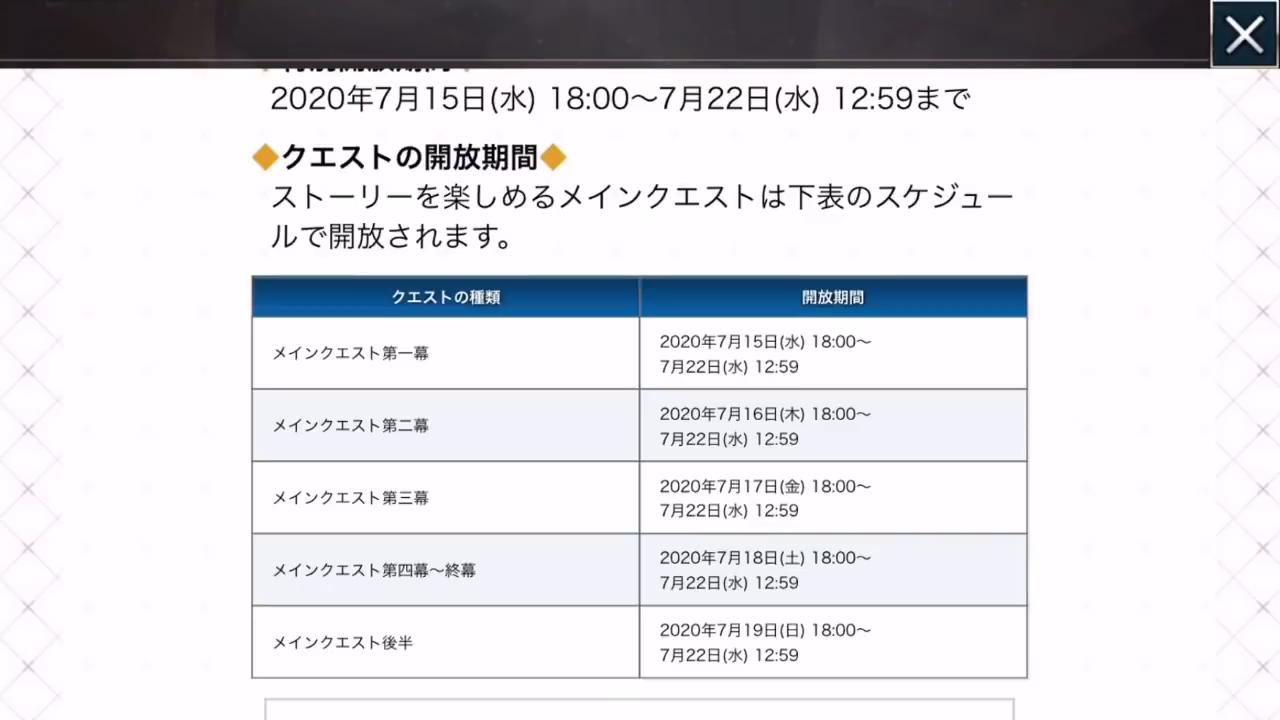 2020年7月15日(水) 18:00～7月22日(水) 12:59まで
◆クエストの開放期間◆
ストーリーを楽しめるメインクエストは下表のスケジュー
ルで開放されます。
クエストの種類
開放期間
メインクエスト第一幕
2020年7月15日(水) 18:00～
7月22日(水) 12:59
メインクエスト第二幕
2020年7月16日(木) 18:00～
7月22日(水) 12:59
メインクエスト第三幕
2020年7月17日(金) 18:00～
7月22日(水) 12:59
メインクエスト第四幕～終幕
2020年7月18日(土) 18:00～
7月22日(水) 12:59
メインクエスト後半
2020年7月19日(日) 18:00～
7月22日(水) 12:59